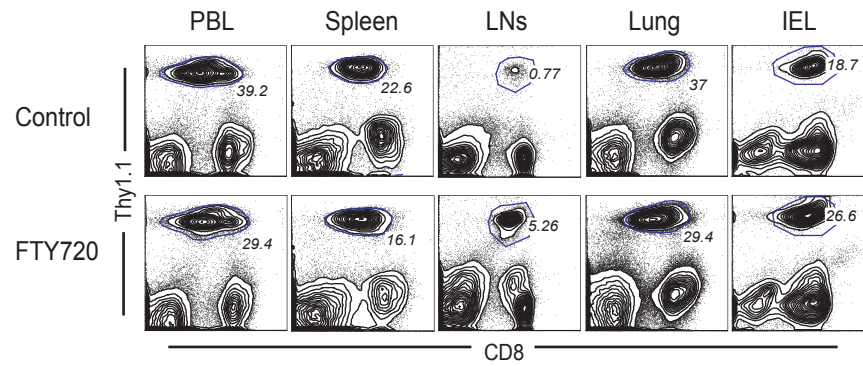 PBL Spleen LNs Lung IEL
Control
39.2 22.6 0.77 37 18.7
Thy1.1
FTY720
29.4 16.1 5.26 29.4 26.6
CD8